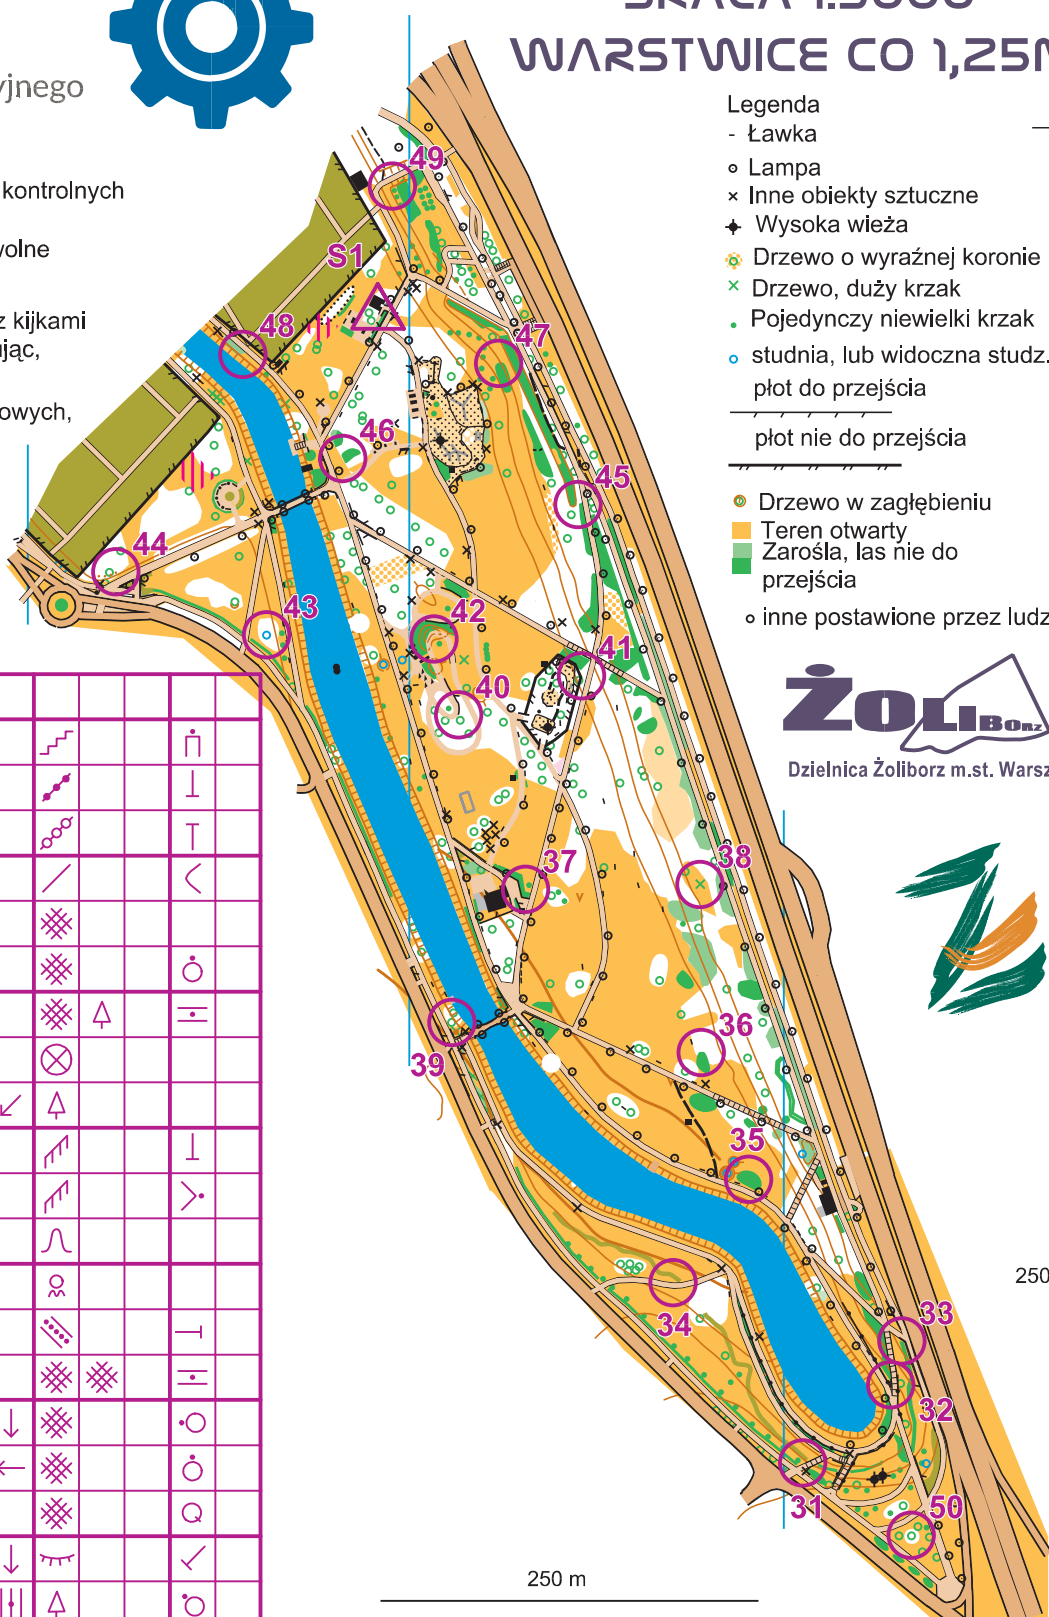 SKALA 1:5000
WARSTWICE CO 1,25M
yjnego
kontrolnych
wolne
z kijkami
ując,
owych,
Legenda
- Ławka
Lampa
Inne obiekty sztuczne
Wysoka wieża
Drzewo o wyraźnej koronie
Drzewo, duży krzak
Pojedynczy niewielki krzak
studnia, lub widoczna studz.
płot do przejścia
płot nie do przejścia
Drzewo w zagłębieniu
Teren otwarty
Zarośla, las nie do
przejścia
inne postawione przez ludz
ŻOLIBORZ
Dzielnica Żoliborz m.st. Warsz
49
S1
48
47
46
45
44
43
42
41
40
37
38
39
36
35
34
33
32
31
50
250
250 m